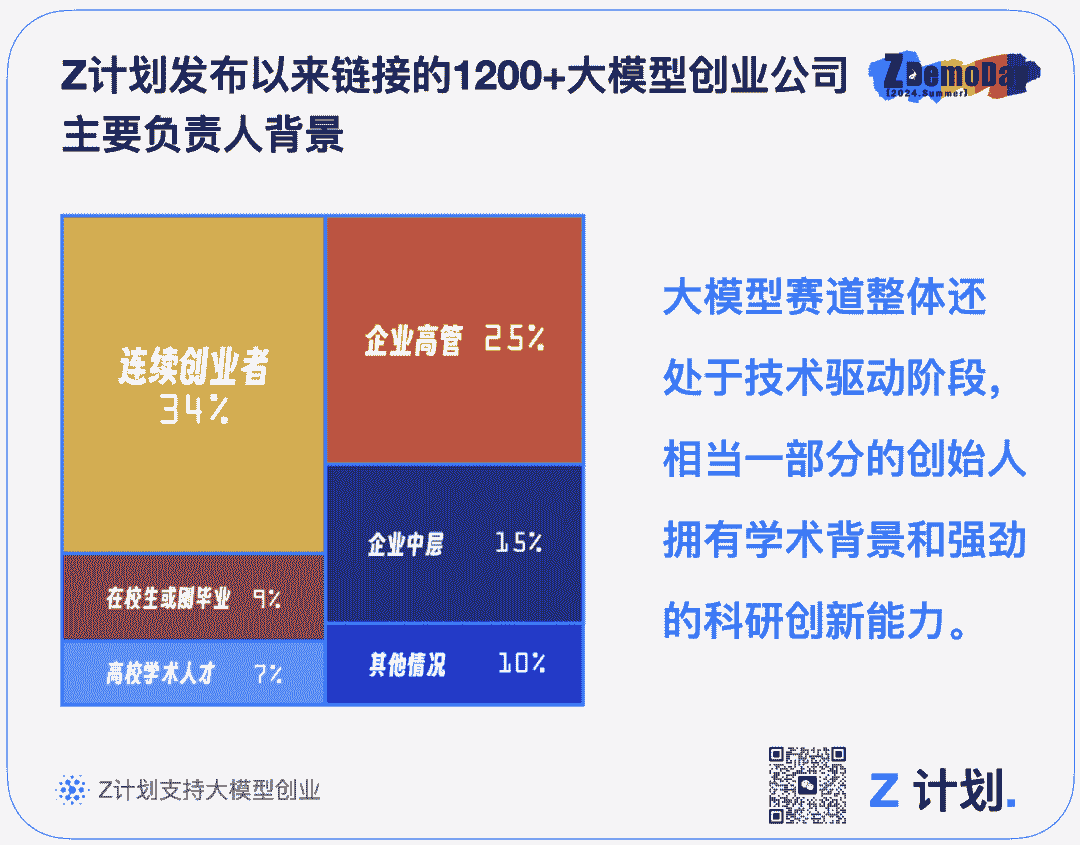 Z计划发布以来链接的1200+大模型创业公司
主要负责人背景
ZDemoDay
[2024.Summer]
连续创业者
34%
企业高管 25%
企业中层 15%
在校生或刚毕业 9%
高校学术人才 7%
其他情况 10%
大模型赛道整体还
处于技术驱动阶段,
相当一部分的创始人
拥有学术背景和强劲
的科研创新能力。
Z计划支持大模型创业
Z 计划.